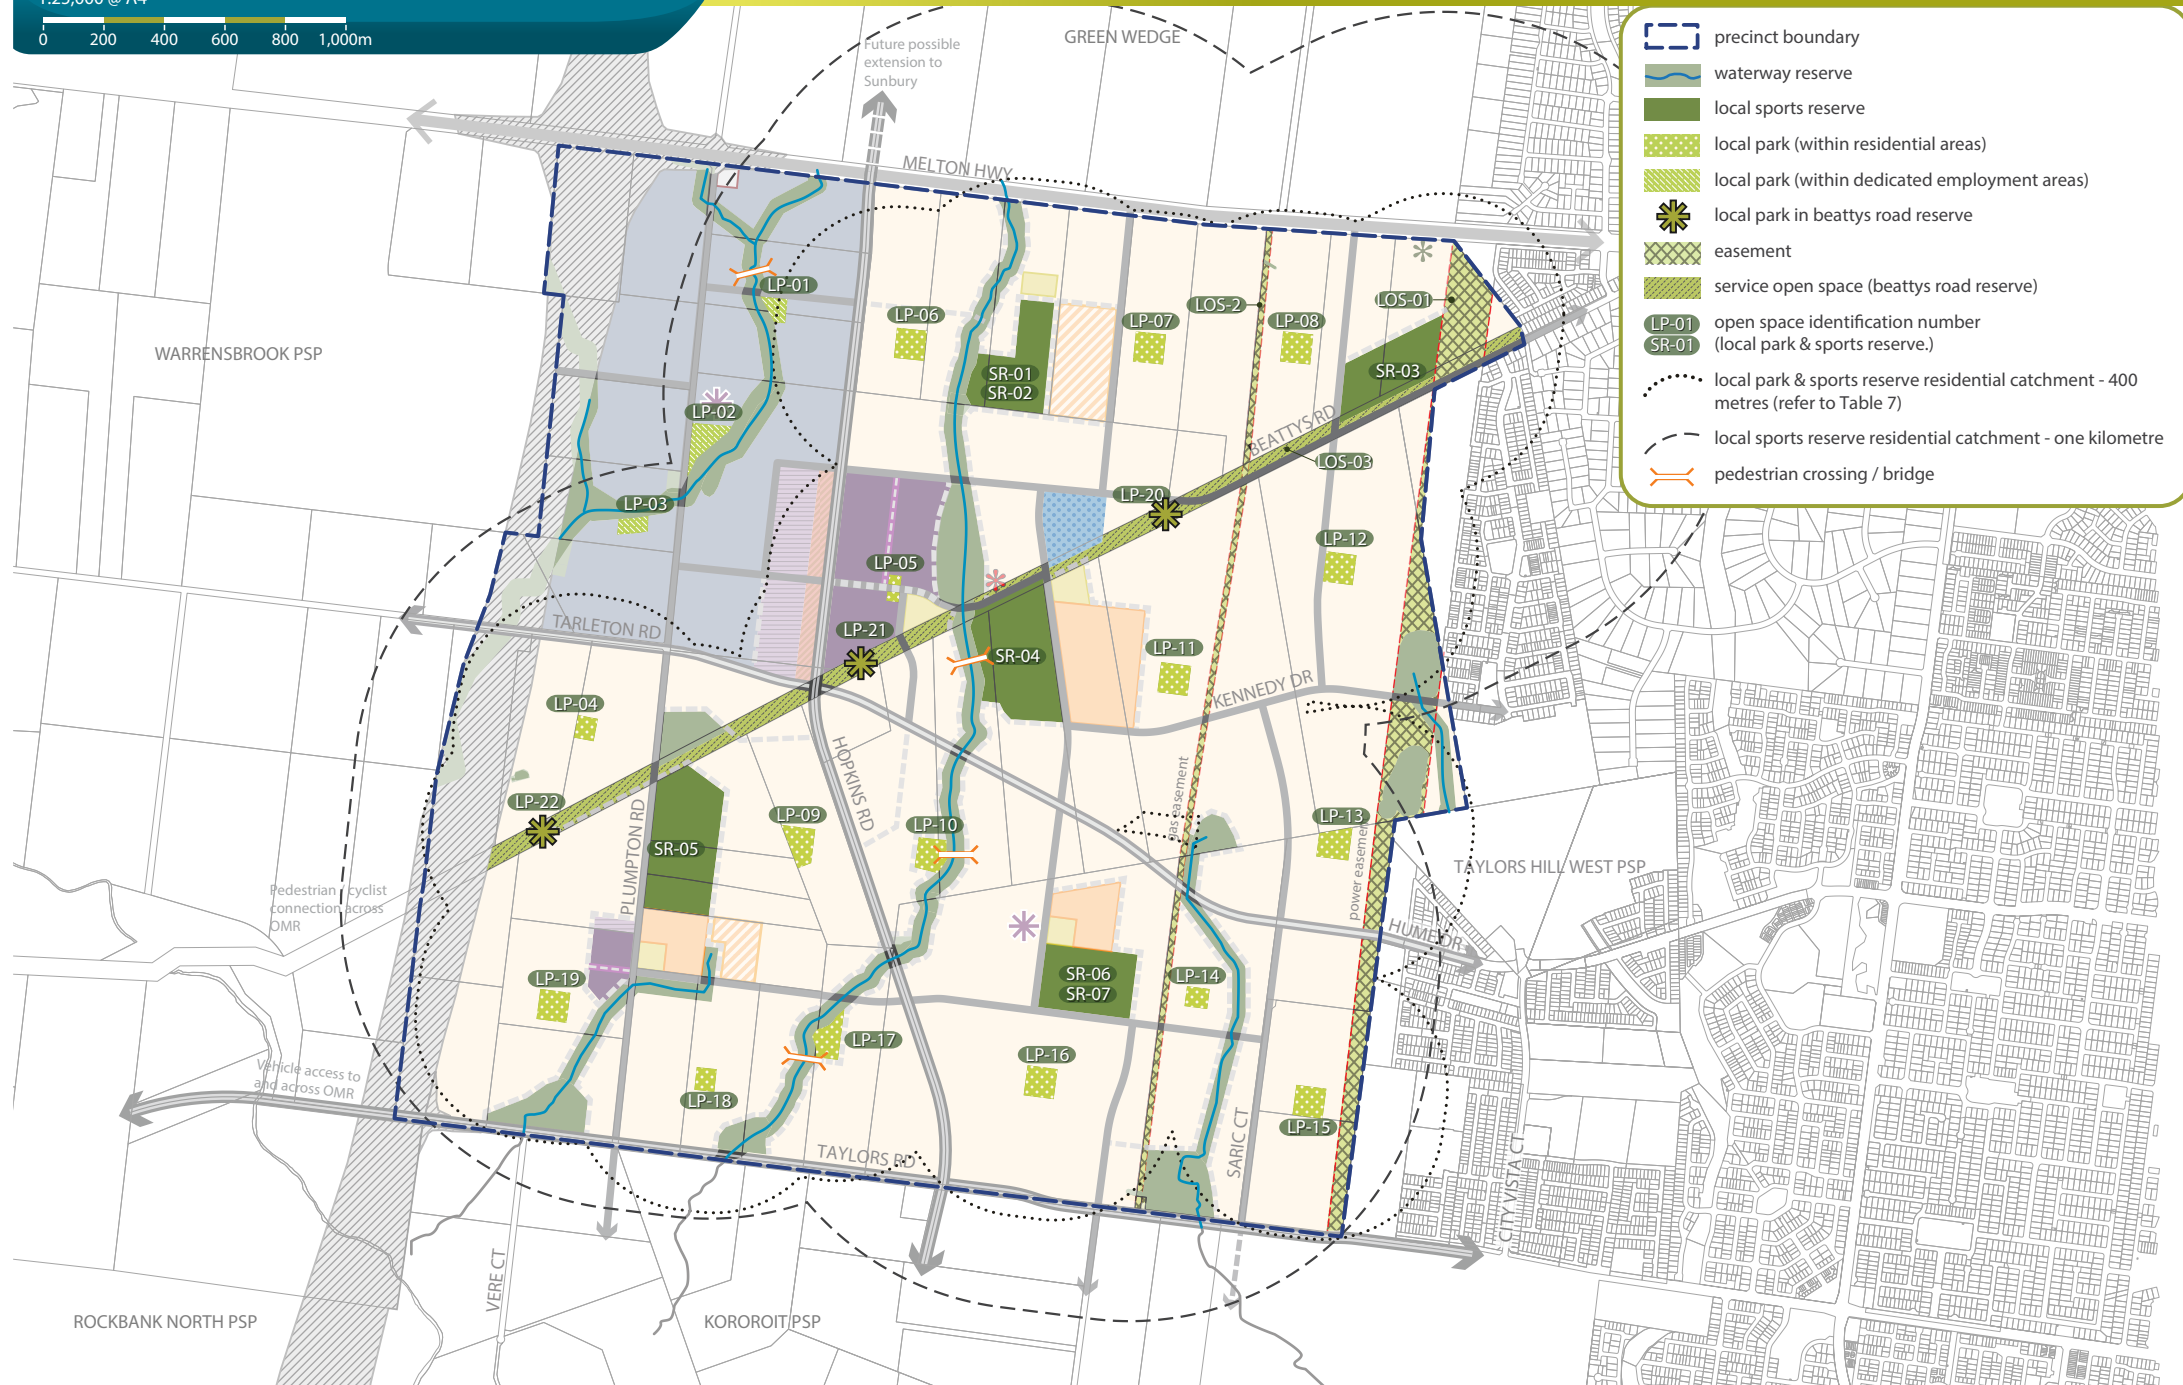 0 200 400 600 800 1,000m
precinct boundary
waterway reserve
local sports reserve
local park (within residential areas)
local park (within dedicated employment areas)
local park in beattys road reserve
easement
service open space (beattys road reserve)
LP-01
SR-01
open space identification number
(local park & sports reserve.)
local park & sports reserve residential catchment - 400
metres (refer to Table 7)
local sports reserve residential catchment - one kilometre
pedestrian crossing / bridge
GREEN WEDGE
Future possible
extension to
Sunbury
MELTON HWY
WARRENSBROOK PSP
LP-01
LP-06
LOS-2
LOS-01
LP-07
LP-08
SR-01
SR-02
SR-03
LP-02
BEATTYS RD
LOS-03
LP-03
LP-20
LP-12
LP-05
TARLETON RD
LP-21
SR-04
LP-11
KENNEDY DR
LP-04
HOPKINS RD
gas easement
LP-22
PLUMPTON RD
LP-09
LP-10
LP-13
SR-05
power easement
TAYLORS HILL WEST PSP
Pedestrian / cyclist
connection across
OMR
HUME DR
LP-19
SR-06
SR-07
LP-14
LP-17
LP-16
Vehicle access to
and across OMR
LP-18
LP-15
TAYLORS RD
SARIC CT
CITY VISTA CT
VERE CT
ROCKBANK NORTH PSP
KOROROIT PSP